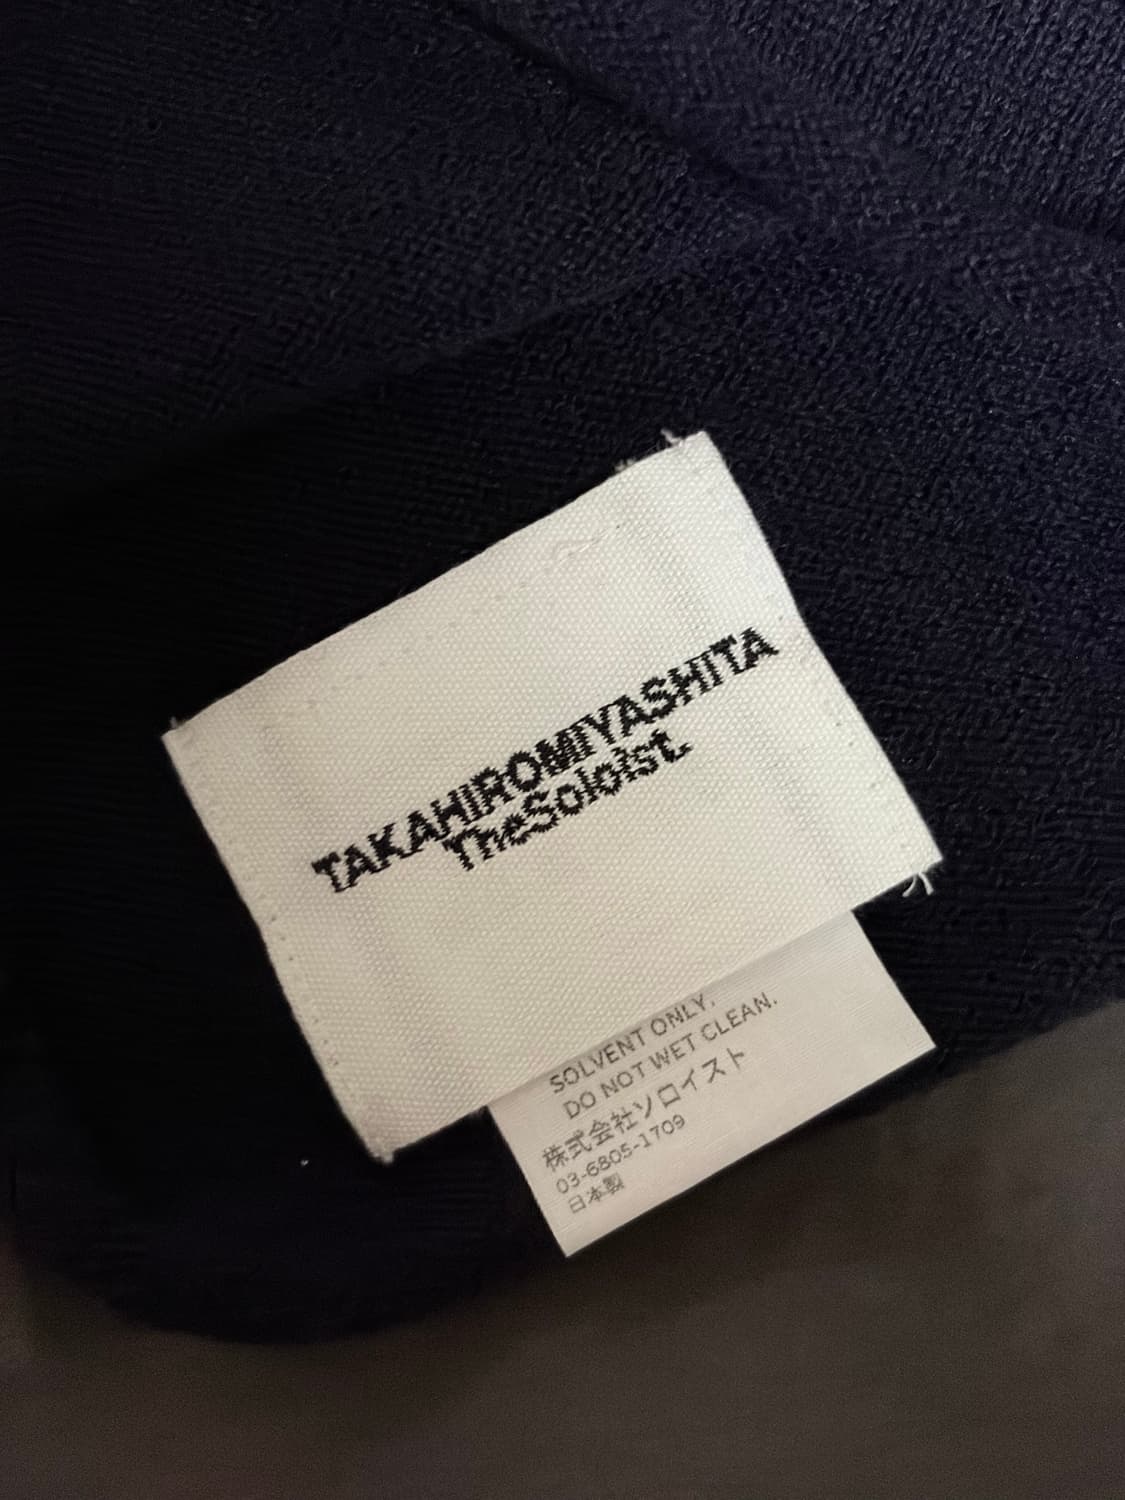 TAKAHIROMIYASHITA
TheSoloist.
SOLVENT ONLY.
DO NOT WET CLEAN.
株式会社ソロイスト
03-6805-1709
日本製